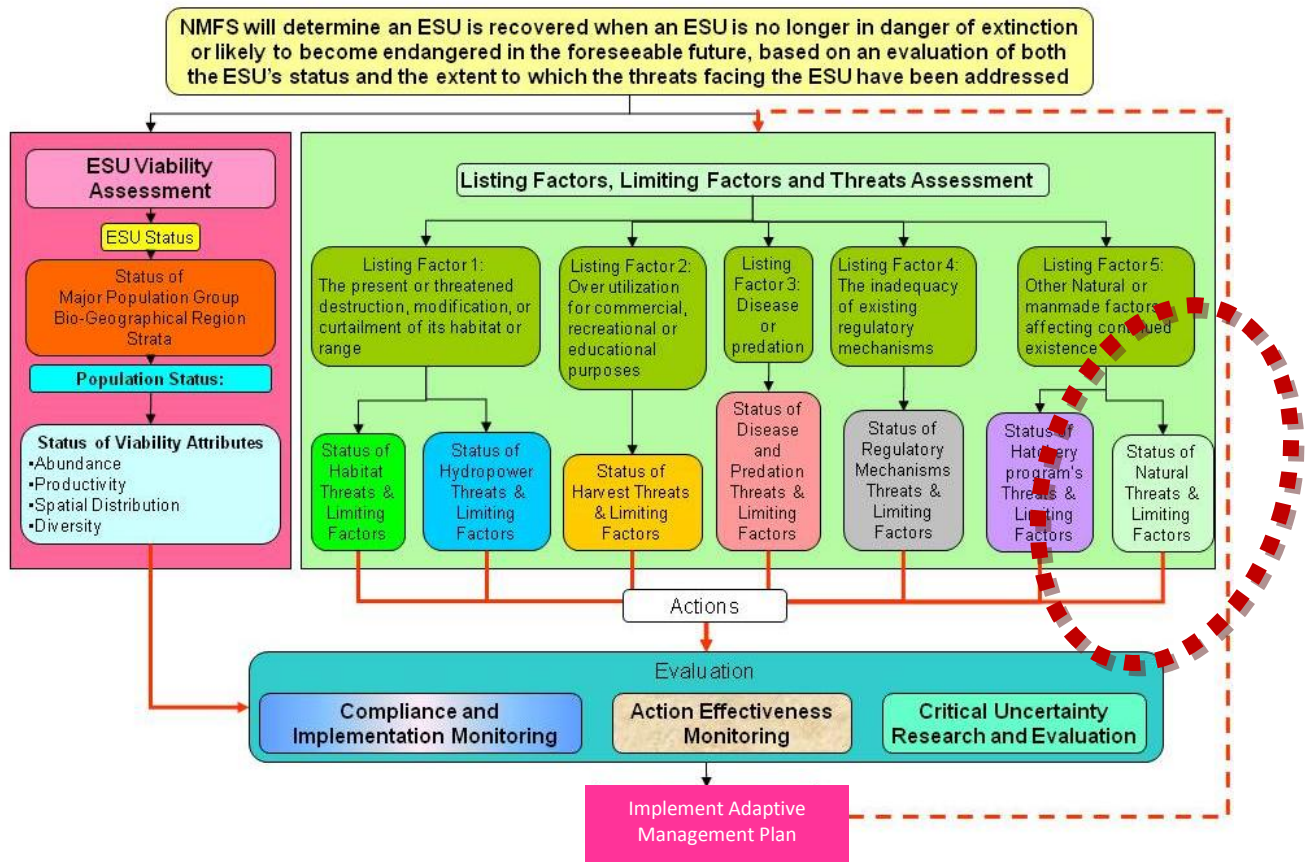 NMFS will determine an ESU is recovered when an ESU is no longer in danger of extinction
or likely to become endangered in the foreseeable future, based on an evaluation of both
the ESU's status and the extent to which the threats facing the ESU have been addressed
ESU Viability
Assessment
ESU Status
Status of
Major Population Group
Bio-Geographical Region
Strata
Population Status:
Status of Viability Attributes
▪Abundance
▪Productivity
▪Spatial Distribution
▪Diversity
Listing Factors, Limiting Factors and Threats Assessment
Listing Factor 1:
The present or threatened
destruction, modification, or
curtailment of its habitat or
range
Listing Factor 2:
Over utilization
for commercial,
recreational or
educational
purposes
Listing
Factor 3:
Disease
or
predation
Listing Factor 4:
The inadequacy
of existing
regulatory
mechanisms
Listing Factor 5:
Other Natural or
manmade factors
affecting continued
existence
Status of
Habitat
Threats &
Limiting
Factors
Status of
Hydropower
Threats &
Limiting
Factors
Status of
Harvest Threats
& Limiting
Factors
Status of
Disease
and
Predation
Threats &
Limiting
Factors
Status of
Regulatory
Mechanisms
Threats &
Limiting
Factors
Status of
Hatchery
program's
Threats &
Limiting
Factors
Status of
Natural
Threats &
Limiting
Factors
Actions
Evaluation
Compliance and
Implementation Monitoring
Action Effectiveness
Monitoring
Critical Uncertainty
Research and Evaluation
Implement Adaptive
Management Plan